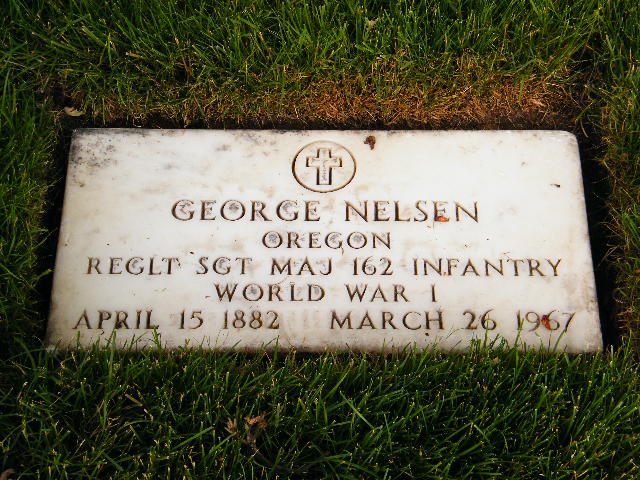 GEORGE NELSEN
OREGON
REGLT SGT MAJ 162 INFANTRY
WORLD WAR I
APRIL 15 1882 MARCH 26 1967